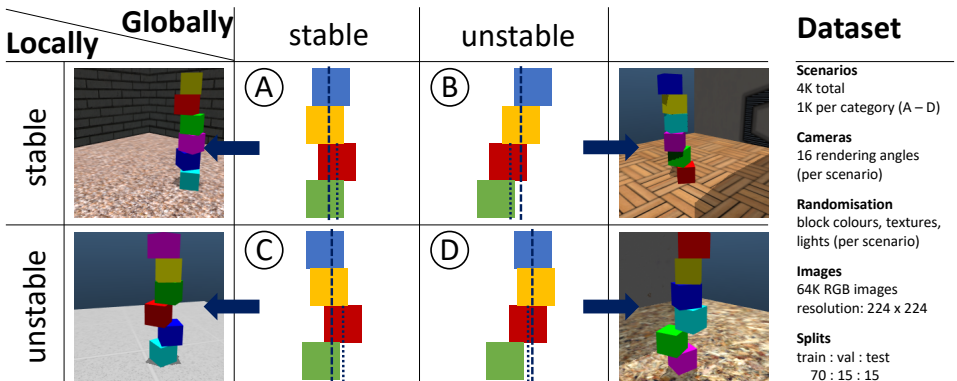 Globally
Locally
stable
unstable
stable
A
B
unstable
C
D
Dataset
Scenarios
4K total
1K per category (A – D)
Cameras
16 rendering angles
(per scenario)
Randomisation
block colours, textures,
lights (per scenario)
Images
64K RGB images
resolution: 224 x 224
Splits
train : val : test
70 : 15 : 15